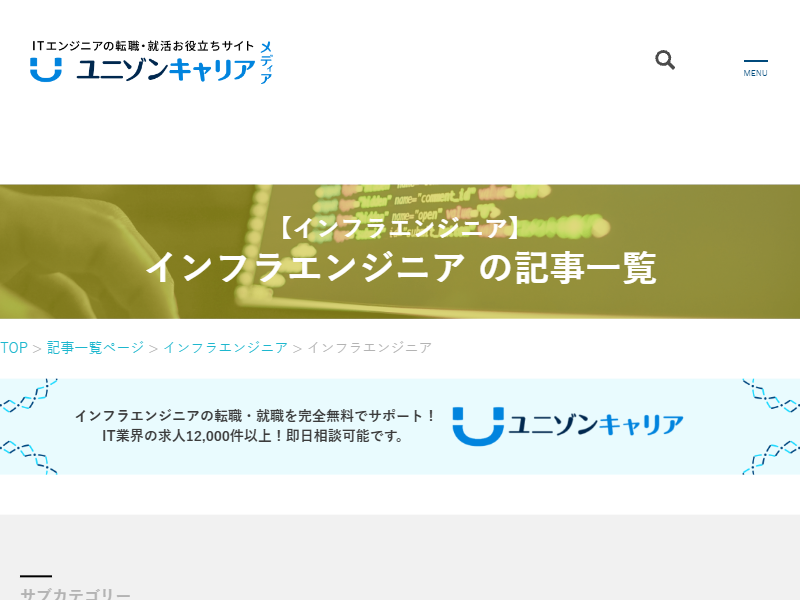 ITエンジニアの転職・就活お役立ちサイト
ユニゾンキャリア
メディア
MENU
【インフラエンジニア】
インフラエンジニア の記事一覧
TOP > 記事一覧ページ > インフラエンジニア > インフラエンジニア
インフラエンジニアの転職・就職を完全無料でサポート！
IT業界の求人12,000件以上！即日相談可能です。
ユニゾンキャリア
サブカテゴリー